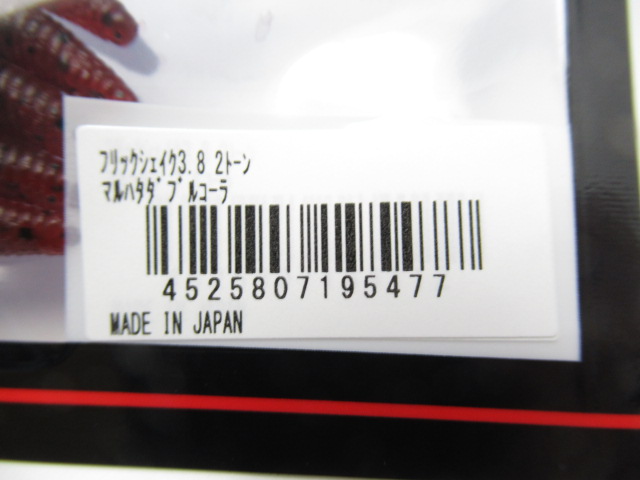 ﾌﾘｯｸｼｪｲｸ3.8 2ﾄｰﾝ
ﾏﾙﾊﾀﾀﾞﾌﾞﾙｺｰﾗ
4525807195477
MADE IN JAPAN